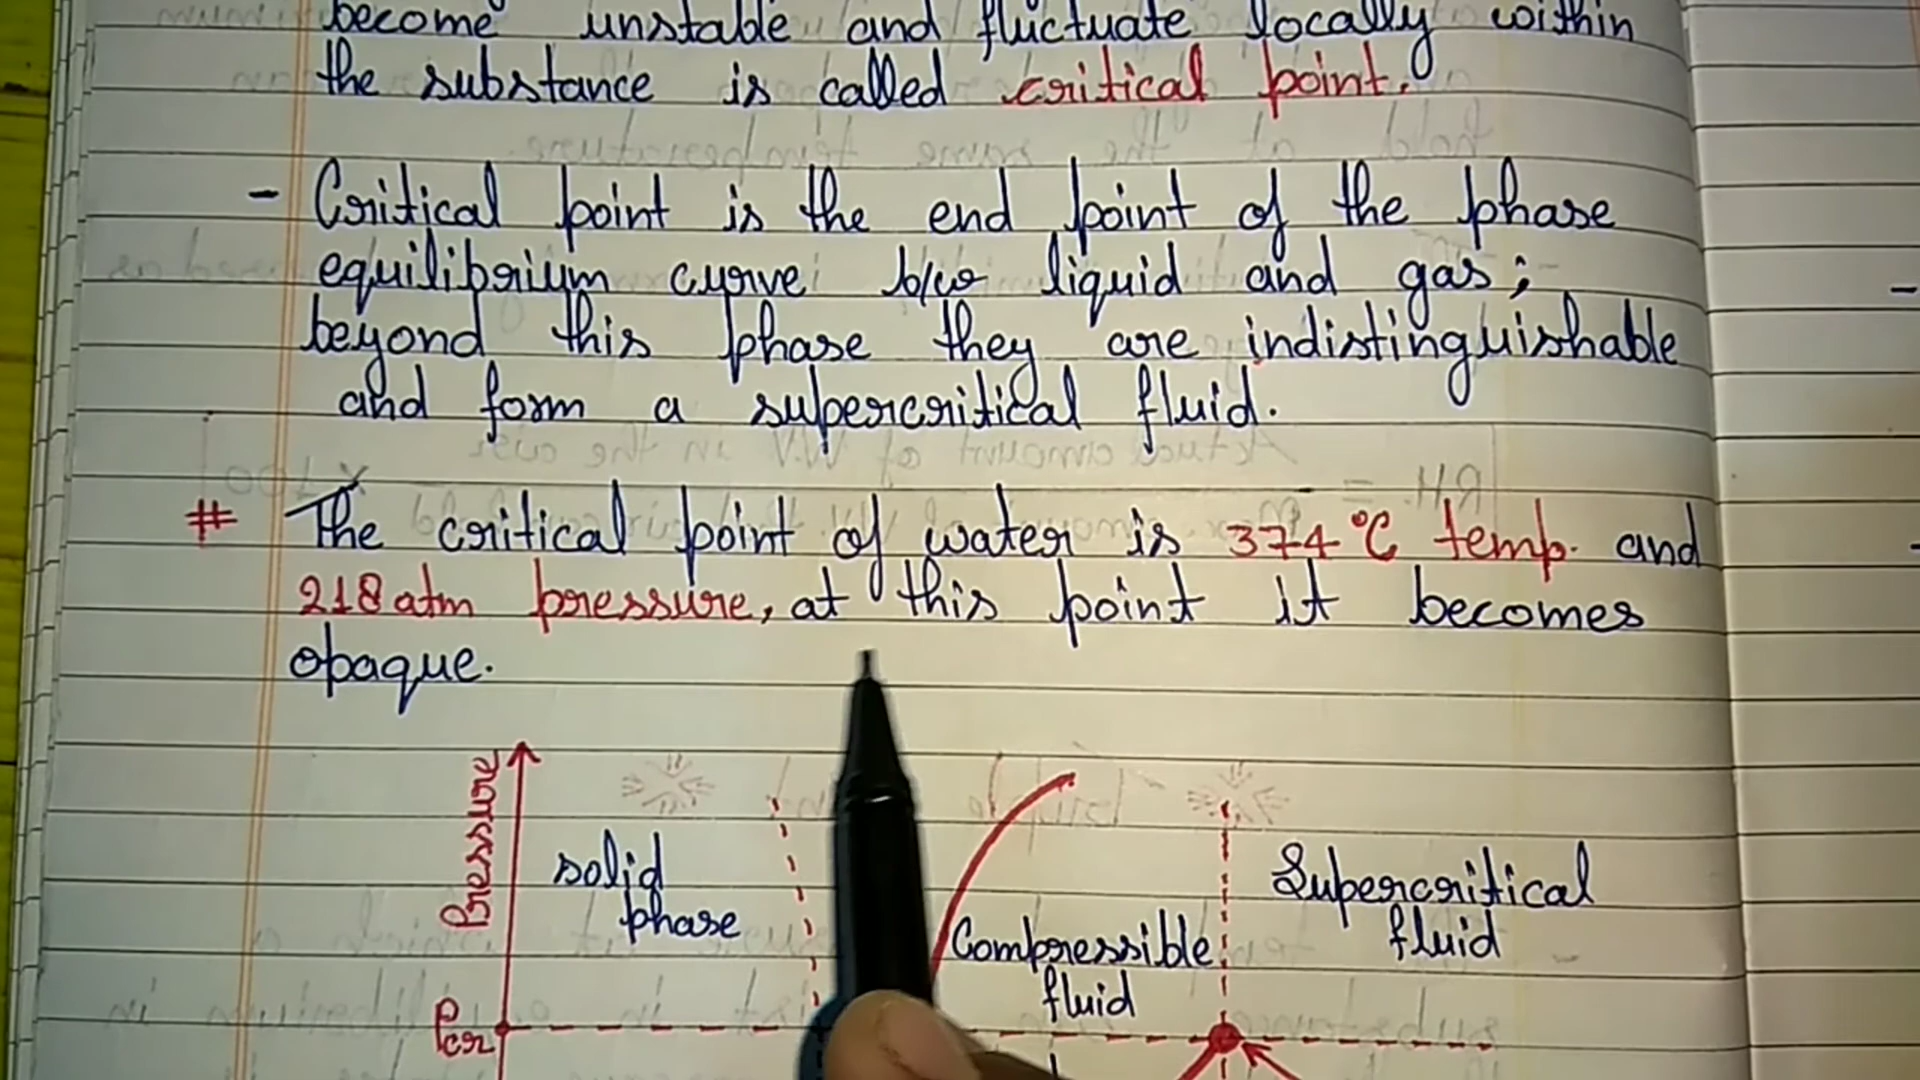 become unstable and fluctuate locally within
the substance is called critical point.
- Critical point is the end point of the phase
equilibrium curve b/w liquid and gas;
beyond this phase they are indistinguishable
and form a supercritical fluid.
# The critical point of water is 374°C temp. and
218 atm pressure, at this point it becomes
opaque.
Pressure
solid
phase
Compressible
fluid
Supercritical
fluid
Pcr